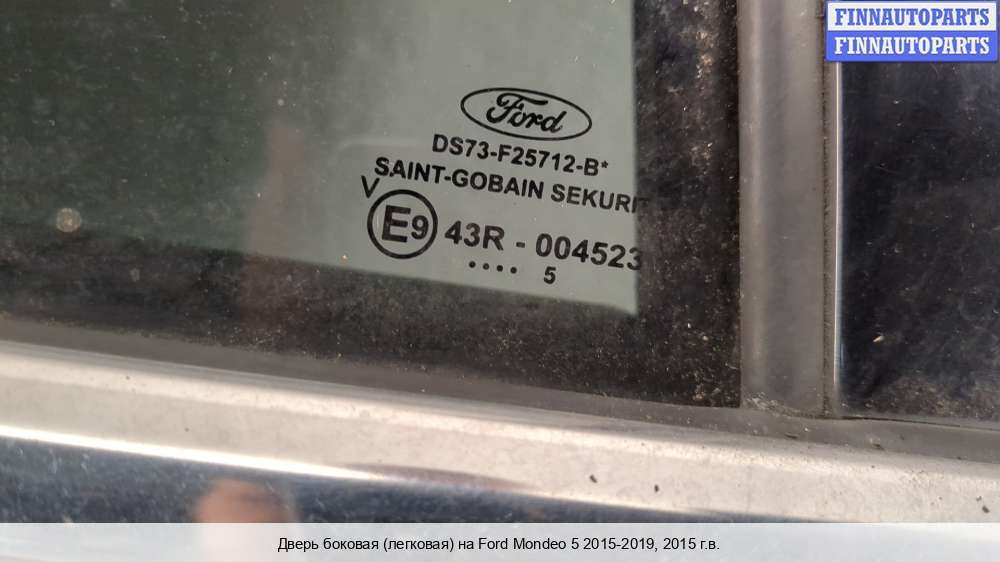 FINNAUTOPARTS
FINNAUTOPARTS
Ford
DS73-F25712-B*
SAINT-GOBAIN SEKURIT
V
E9 43R - 004523
.... 5
Дверь боковая (легковая) на Ford Mondeo 5 2015-2019, 2015 г.в.